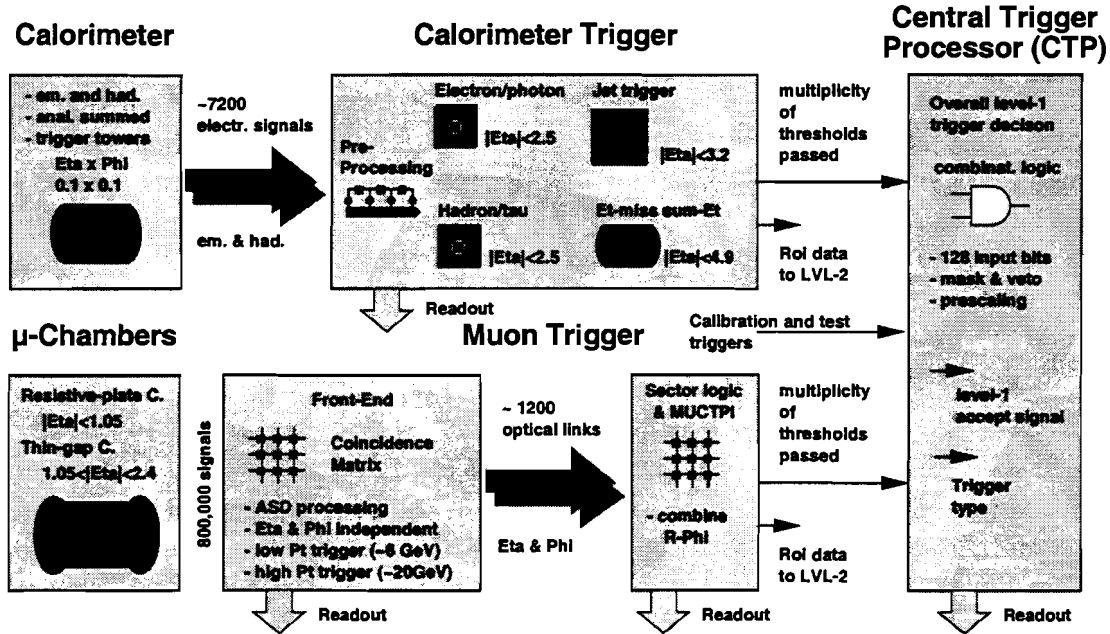 Calorimeter
- em. and had.
- anal. summed
- trigger towers
Eta x Phi
0.1 x 0.1
~7200
electr. signals
em. & had.
Calorimeter Trigger
Electron/photon
|Eta|<2.5
Jet trigger
|Eta|<3.2
Pre-
Processing
Hadron/tau
|Eta|<2.5
Et-miss sum-Et
|Eta|<4.9
Readout
multiplicity
of
thresholds
passed
RoI data
to LVL-2
Central Trigger
Processor (CTP)
Overall level-1
trigger decison
combinat. logic
- 128 input bits
- mask & veto
- prescaling
level-1
accept signal
Trigger
type
Readout
Calibration and test
triggers
µ-Chambers
Resistive-plate C.
|Eta|<1.05
Thin-gap C.
1.05<|Eta|<2.4
800,000 signals
Muon Trigger
Front-End
Coincidence
Matrix
- ASD processing
- Eta & Phi independent
- low Pt trigger (~6 GeV)
- high Pt trigger (~20GeV)
Readout
~ 1200
optical links
Eta & Phi
Sector logic
& MUCTPI
- combine
R-Phi
Readout
multiplicity
of
thresholds
passed
RoI data
to LVL-2